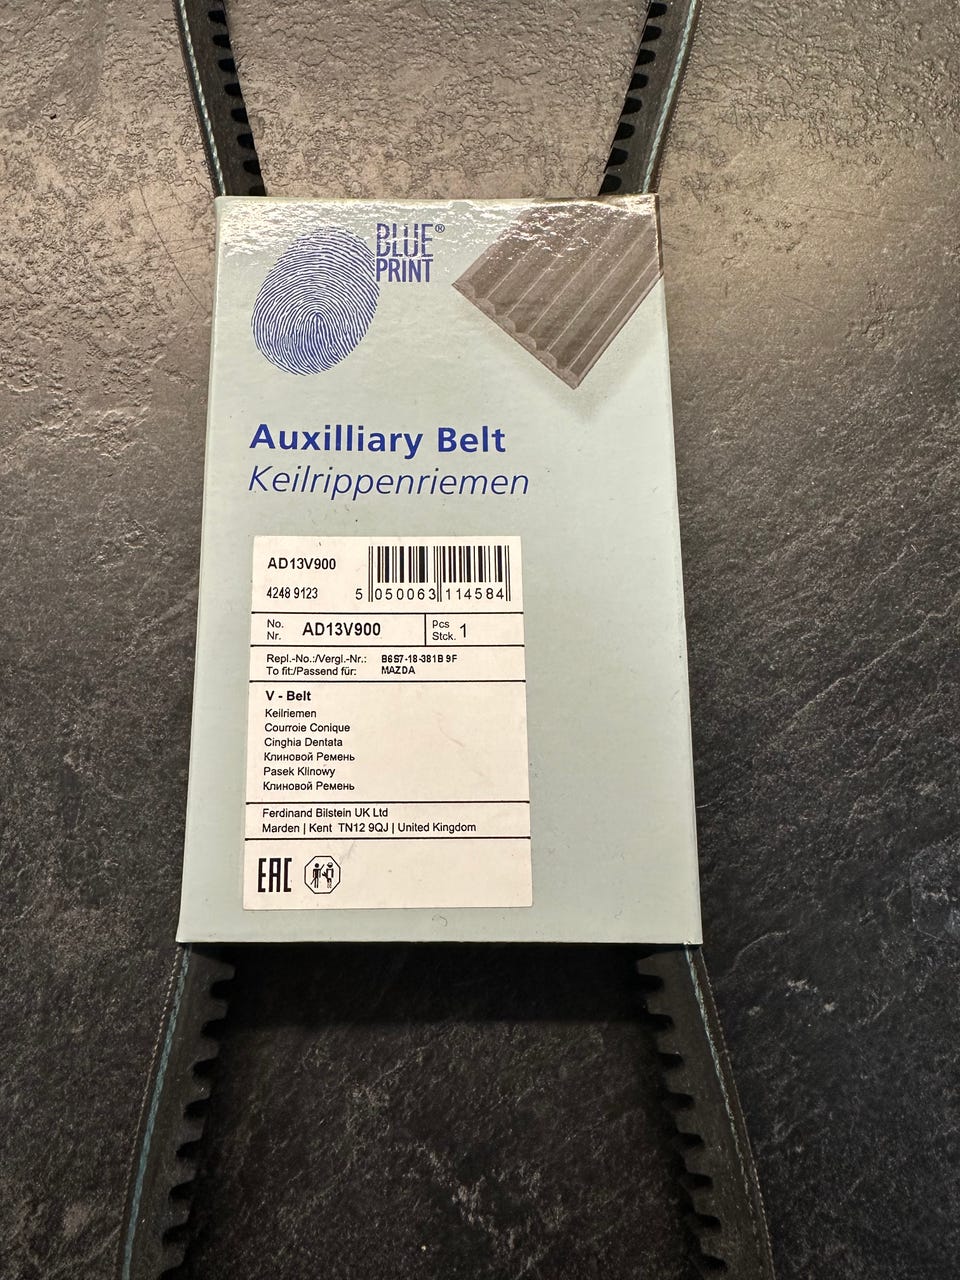 BLUE®
PRINT
Auxilliary Belt
Keilrippenriemen
AD13V900
4248 9123
5 050063 114584
No.
Nr.
AD13V900
Pcs
Stck.
1
Repl.-No.:/Vergl.-Nr.: B6S7-18-381B 9F
To fit:/Passend für: MAZDA
V - Belt
Keilriemen
Courroie Conique
Cinghia Dentata
Клиновой Ремень
Pasek Klinowy
Клиновой Ремень
Ferdinand Bilstein UK Ltd
Marden | Kent TN12 9QJ | United Kingdom
EAC